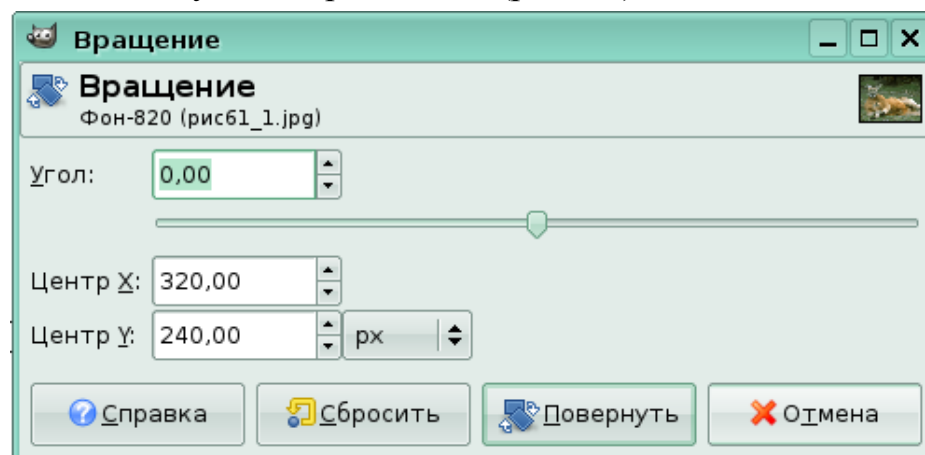 Вращение
Вращение
Фон-820 (рис61_1.jpg)
Угол: 0,00
Центр X: 320,00
Центр Y: 240,00 px
Справка Сбросить Повернуть Отмена